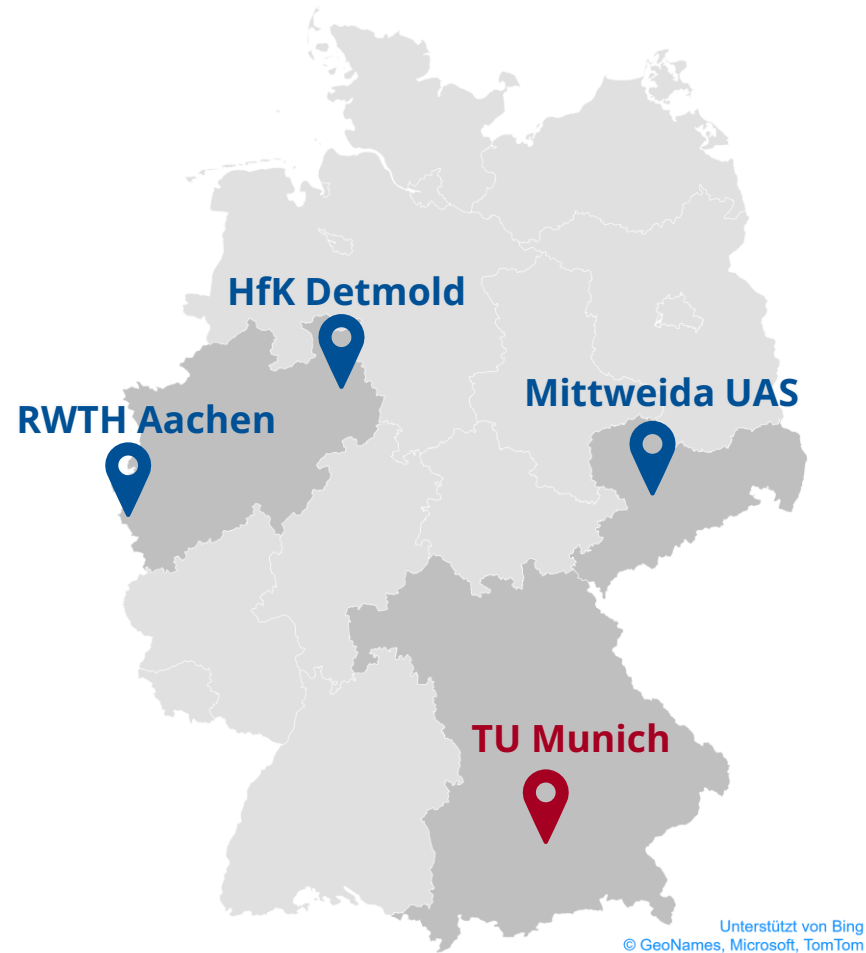 HfK Detmold
Mittweida UAS
RWTH Aachen
TU Munich
Unterstützt von Bing
© GeoNames, Microsoft, TomTom